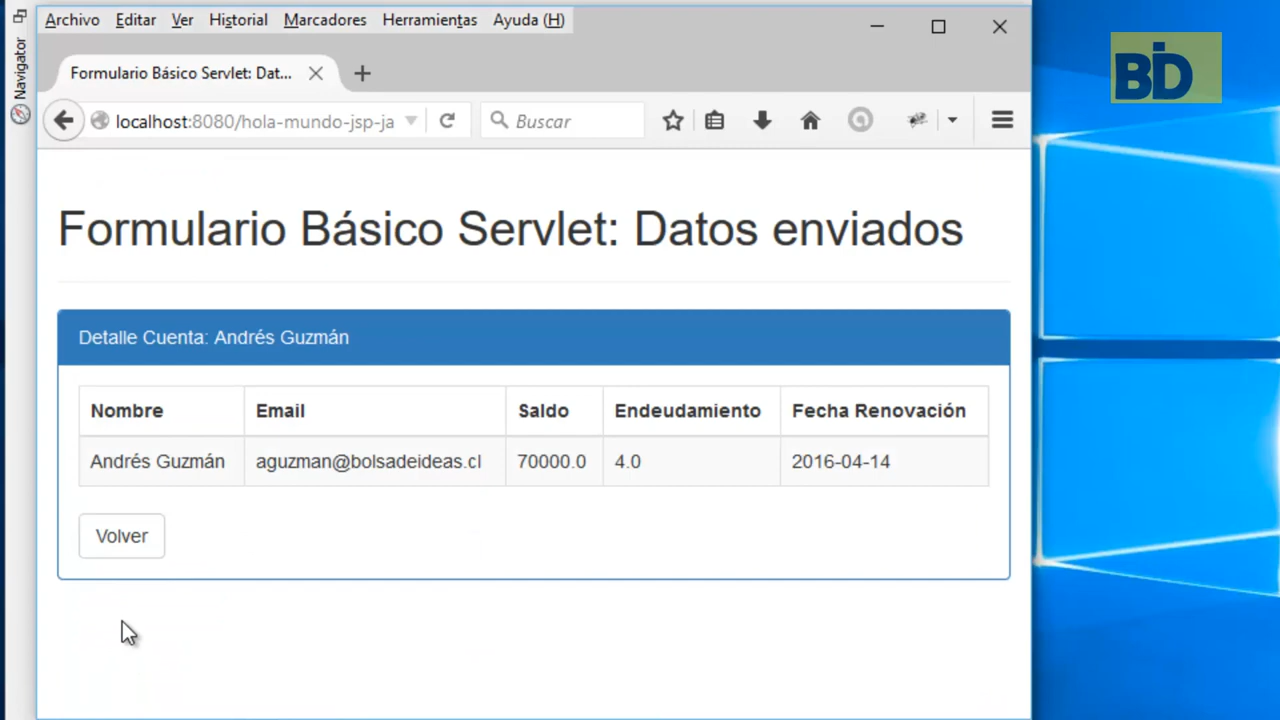 Archivo Editar Ver Historial Marcadores Herramientas Ayuda (H)
Navigator
BID
Formulario Básico Servlet: Dat...
localhost:8080/hola-mundo-jsp-ja
Buscar
Formulario Básico Servlet: Datos enviados
Detalle Cuenta: Andrés Guzmán
Nombre Email Saldo Endeudamiento Fecha Renovación
Andrés Guzmán aguzman@bolsadeideas.cl 70000.0 4.0 2016-04-14
Volver